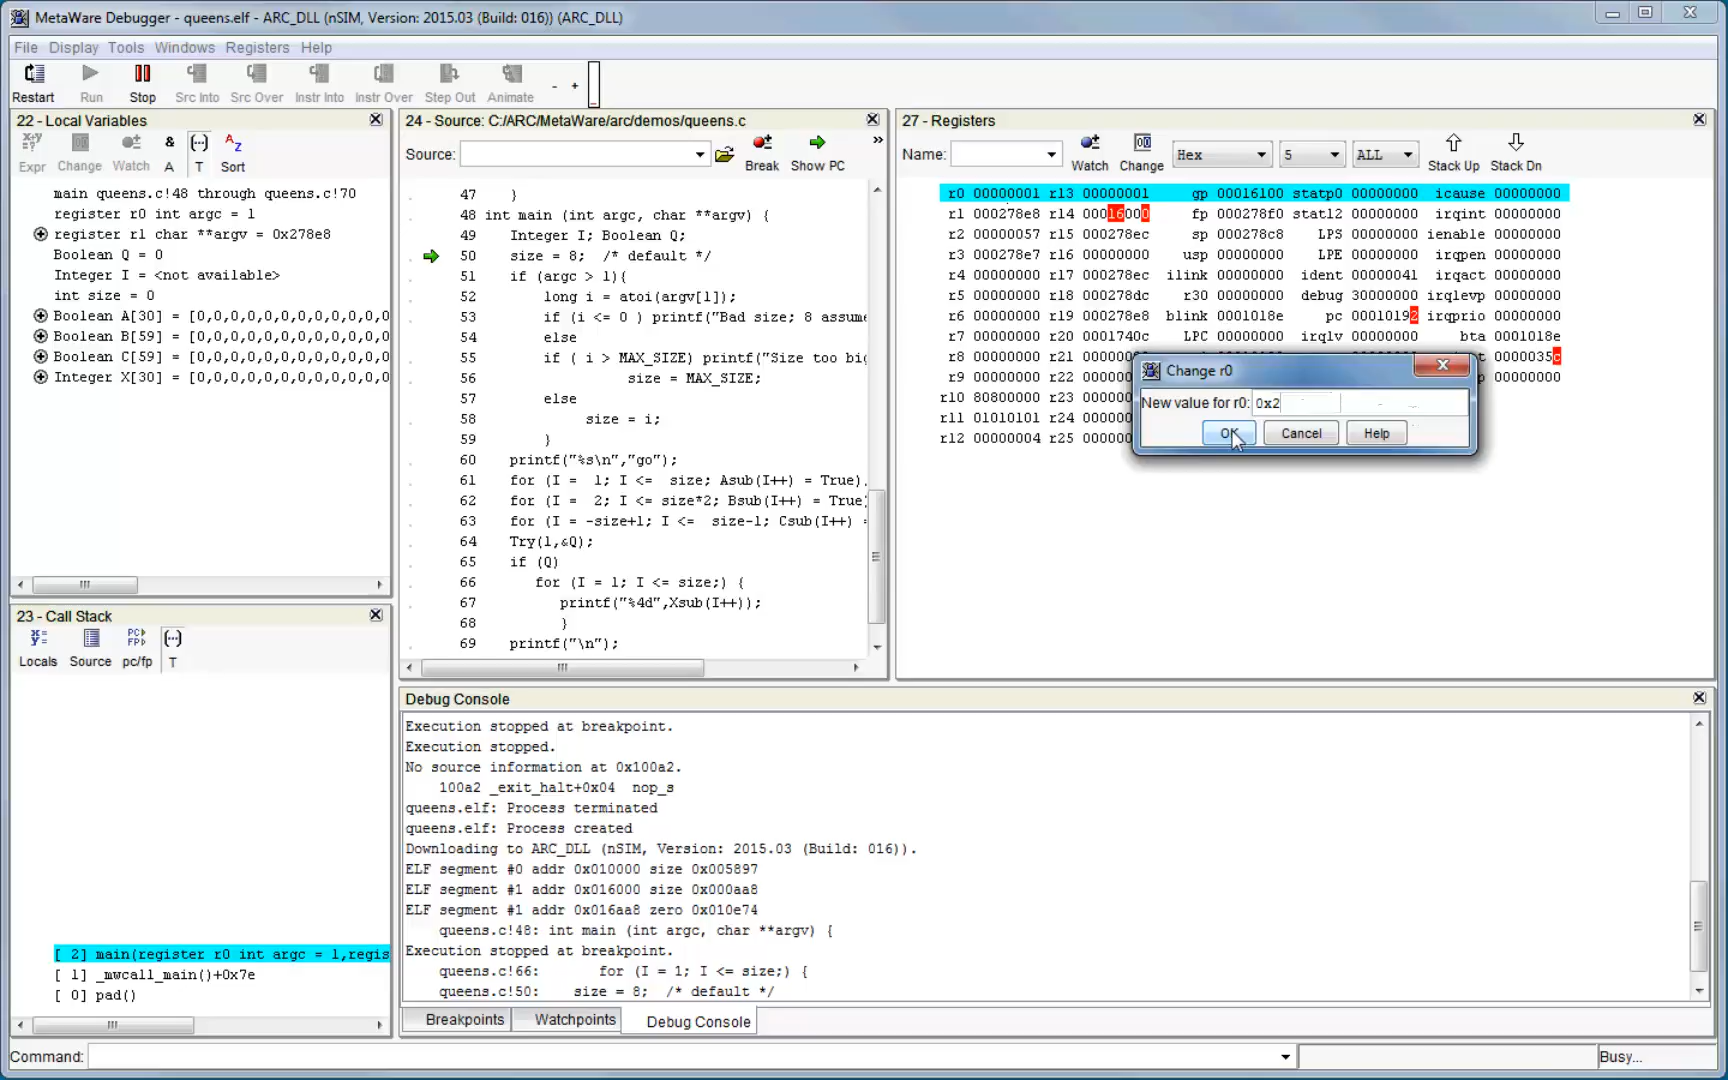 MetaWare Debugger - queens.elf - ARC_DLL (nSIM, Version: 2015.03 (Build: 016)) (ARC_DLL)
File Display Tools Windows Registers Help
Restart Run Stop Src Into Src Over Instr Into Instr Over Step Out Animate - +
22 - Local Variables
Expr Change Watch & A T Sort
main queens.c!48 through queens.c!70
register r0 int argc = 1
register r1 char **argv = 0x278e8
Boolean Q = 0
Integer I = <not available>
int size = 0
Boolean A[30] = [0,0,0,0,0,0,0,0,0,0
Boolean B[59] = [0,0,0,0,0,0,0,0,0,0
Boolean C[59] = [0,0,0,0,0,0,0,0,0,0
Integer X[30] = [0,0,0,0,0,0,0,0,0,0
23 - Call Stack
Locals Source pc/fp T
[ 2] main(register r0 int argc = 1,regis
[ 1] _mwcall_main()+0x7e
[ 0] pad()
24 - Source: C:/ARC/MetaWare/arc/demos/queens.c
Source: Break Show PC »
47 }
48 int main (int argc, char **argv) {
49 Integer I; Boolean Q;
50 size = 8; /* default */
51 if (argc > 1){
52 long i = atoi(argv[1]);
53 if (i <= 0 ) printf("Bad size; 8 assume
54 else
55 if ( i > MAX_SIZE) printf("Size too bi
56 size = MAX_SIZE;
57 else
58 size = i;
59 }
60 printf("%s\n","go");
61 for (I = 1; I <= size; Asub(I++) = True)
62 for (I = 2; I <= size*2; Bsub(I++) = True)
63 for (I = -size+1; I <= size-1; Csub(I++) =
64 Try(1,&Q);
65 if (Q)
66 for (I = 1; I <= size;) {
67 printf("%4d",Xsub(I++));
68 }
69 printf("\n");
27 - Registers
Name: Watch Change Hex 5 ALL Stack Up Stack Dn
r0 00000001 r13 00000001 gp 00016100 statp0 00000000 icause 00000000
r1 000278e8 r14 00016000 fp 000278f0 stat12 00000000 irqint 00000000
r2 00000057 r15 000278ec sp 000278c8 LPS 00000000 ienable 00000000
r3 000278e7 r16 00000000 usp 00000000 LPE 00000000 irqpen 00000000
r4 00000000 r17 000278ec ilink 00000000 ident 00000041 irqact 00000000
r5 00000000 r18 000278dc r30 00000000 debug 30000000 irqlevp 00000000
r6 00000000 r19 000278e8 blink 0001018e pc 00010192 irqprio 00000000
r7 00000000 r20 0001740c LPC 00000000 irqlv 00000000 bta 0001018e
r8 00000000 r21 0000035c
r9 00000000 r22 00000000
r10 80800000 r23
r11 01010101 r24
r12 00000004 r25
Change r0
New value for r0: 0x2
OK Cancel Help
Debug Console
Execution stopped at breakpoint.
Execution stopped.
No source information at 0x100a2.
100a2 _exit_halt+0x04 nop_s
queens.elf: Process terminated
queens.elf: Process created
Downloading to ARC_DLL (nSIM, Version: 2015.03 (Build: 016)).
ELF segment #0 addr 0x010000 size 0x005897
ELF segment #1 addr 0x016000 size 0x000aa8
ELF segment #1 addr 0x016aa8 zero 0x010e74
queens.c!48: int main (int argc, char **argv) {
Execution stopped at breakpoint.
queens.c!66: for (I = 1; I <= size;) {
queens.c!50: size = 8; /* default */
Breakpoints Watchpoints Debug Console
Command: Busy...